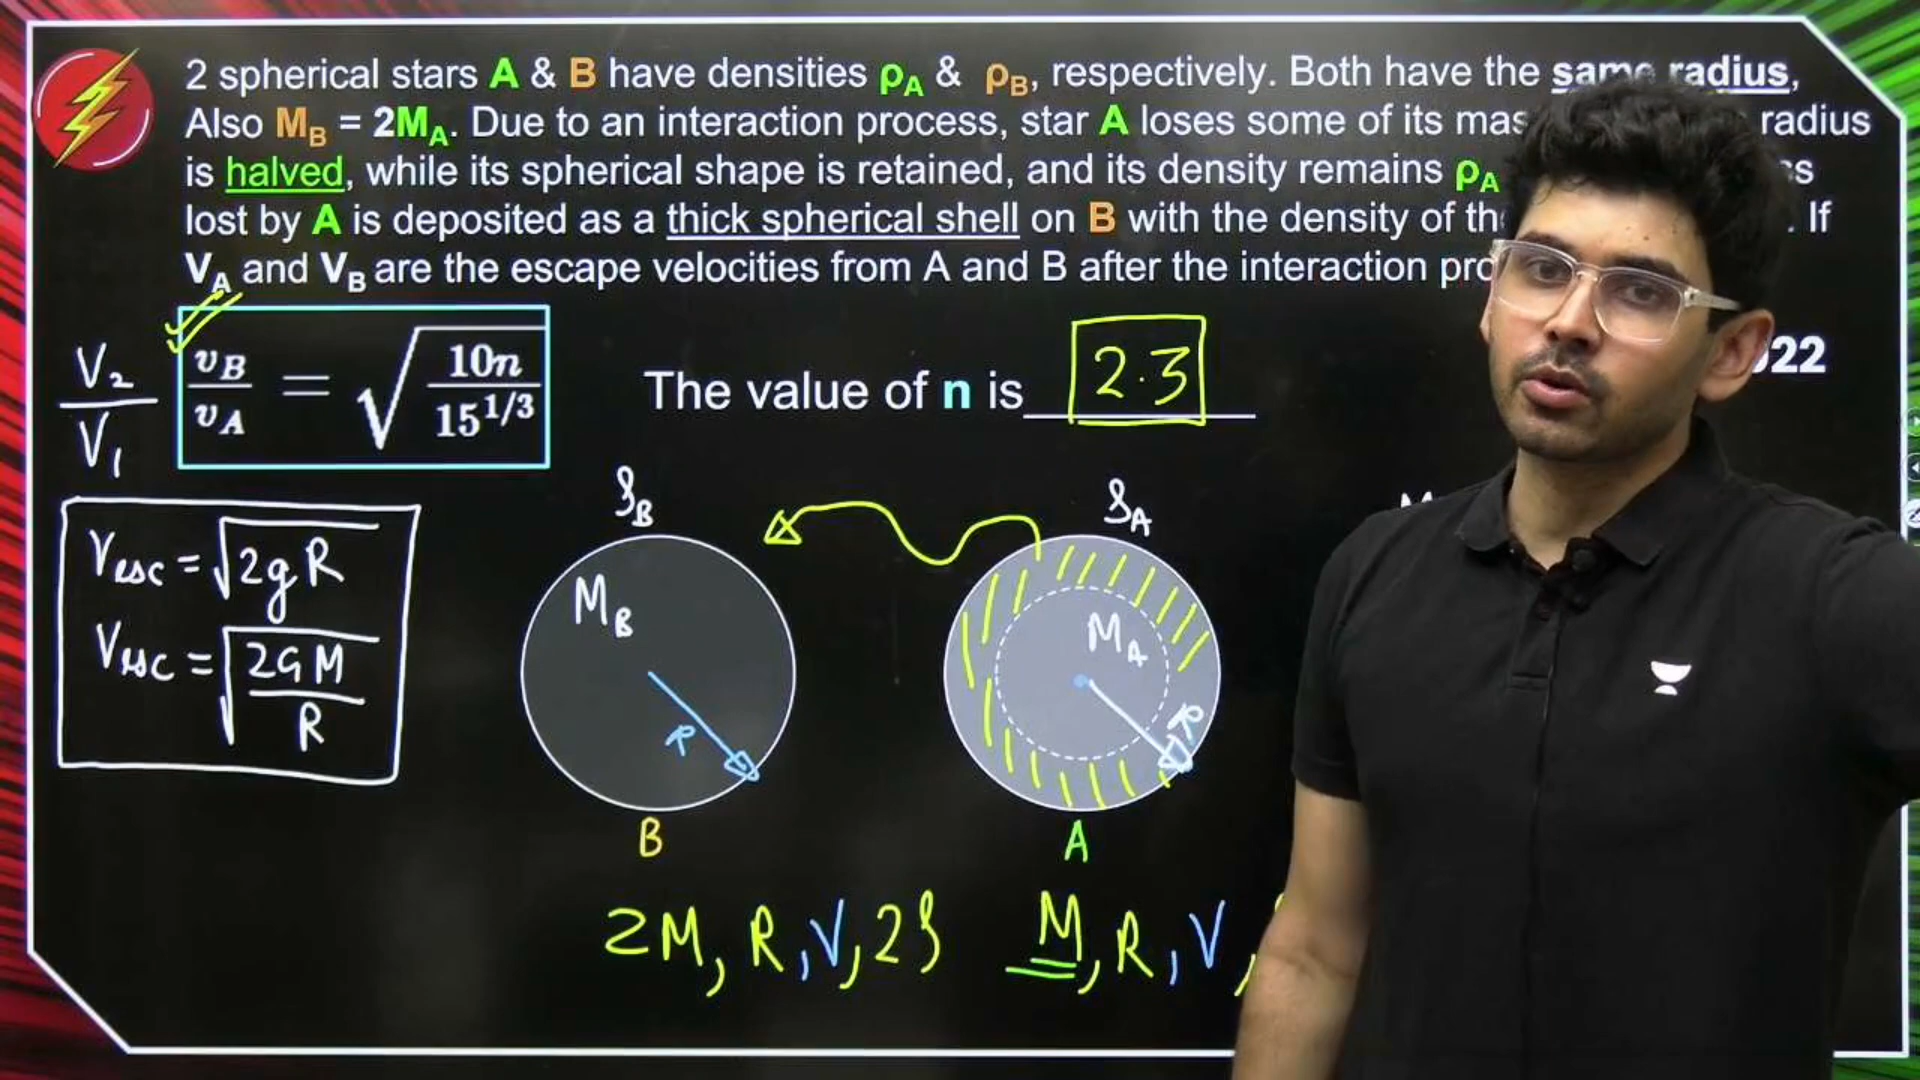 2 spherical stars A & B have densities ρA & ρB, respectively. Both have the same radius,
Also MB = 2MA. Due to an interaction process, star A loses some of its radius
is halved, while its spherical shape is retained, and its density remains ρA
lost by A is deposited as a thick spherical shell on B with the density of If
VA and VB are the escape velocities from A and B after the interaction
V2 / V1
vB / vA = √(10n / 15^1/3)
The value of n is 2.3
Vesc = √2gR
Vesc = √(2GM / R)
ρB
ρA
MB
MA
R
R
B
A
2M, R, V, 2ρ
M, R, V,